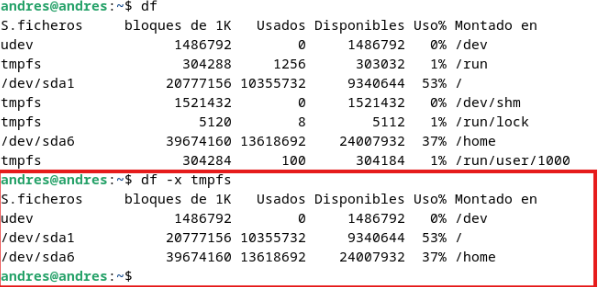 andres@andres:~$ df
S.ficheros     bloques de 1K   Usados Disponibles Uso% Montado en
udev                 1486792        0     1486792   0% /dev
tmpfs                 304288     1256      303032   1% /run
/dev/sda1           20777156 10355732     9340644  53% /
tmpfs                1521432        0     1521432   0% /dev/shm
tmpfs                   5120        8        5112   1% /run/lock
/dev/sda6           39674160 13618692    24007932  37% /home
tmpfs                 304284      100      304184   1% /run/user/1000
andres@andres:~$ df -x tmpfs
S.ficheros     bloques de 1K   Usados Disponibles Uso% Montado en
udev                 1486792        0     1486792   0% /dev
/dev/sda1           20777156 10355732     9340644  53% /
/dev/sda6           39674160 13618692    24007932  37% /home
andres@andres:~$